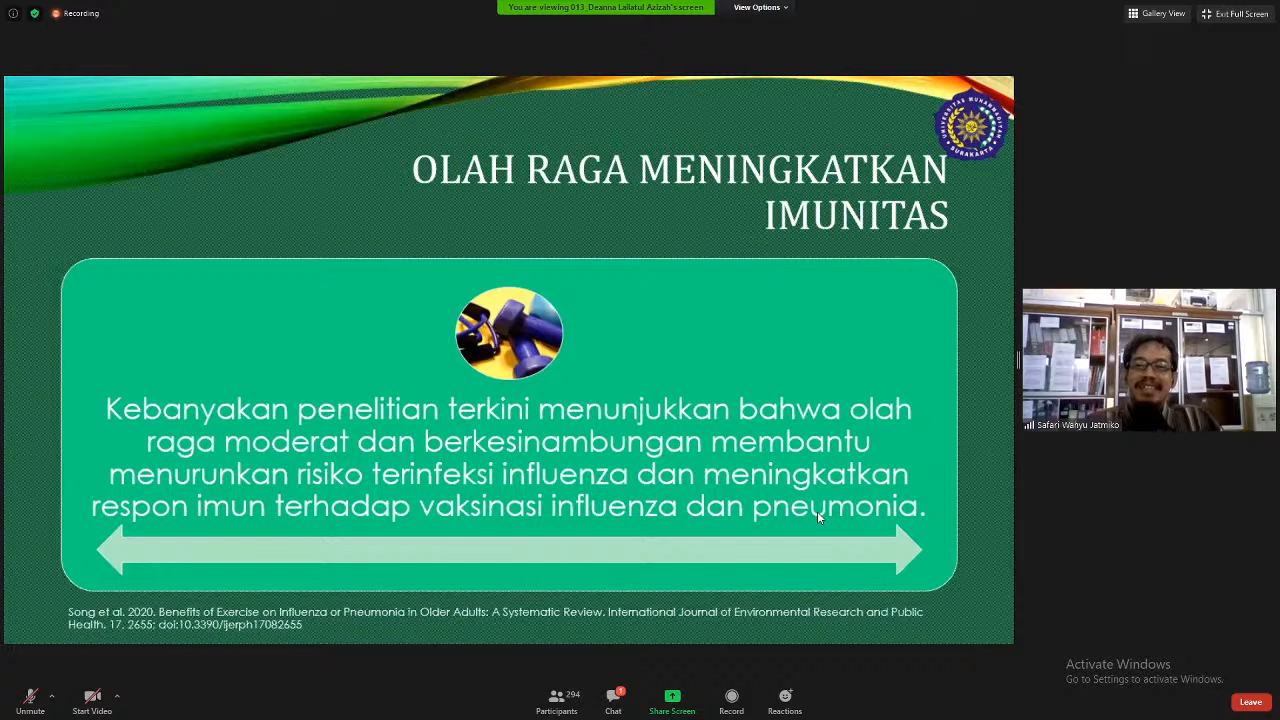 Recording
You are viewing 013_Deanna Lailatul Azizah's screen
View Options
Gallery View
Exit Full Screen
UNIVERSITAS MUHAMMADIYAH
SURAKARTA
OLAH RAGA MENINGKATKAN
IMUNITAS
Kebanyakan penelitian terkini menunjukkan bahwa olah
raga moderat dan berkesinambungan membantu
menurunkan risiko terinfeksi influenza dan meningkatkan
respon imun terhadap vaksinasi influenza dan pneumonia.
Song et al. 2020. Benefits of Exercise on Influenza or Pneumonia in Older Adults: A Systematic Review. International Journal of Environmental Research and Public
Health, 17, 2655; doi:10.3390/ijerph17082655
Safari Wahyu Jatmiko
Activate Windows
Go to Settings to activate Windows.
Unmute
Start Video
294
Participants
1
Chat
Share Screen
Record
Reactions
Leave